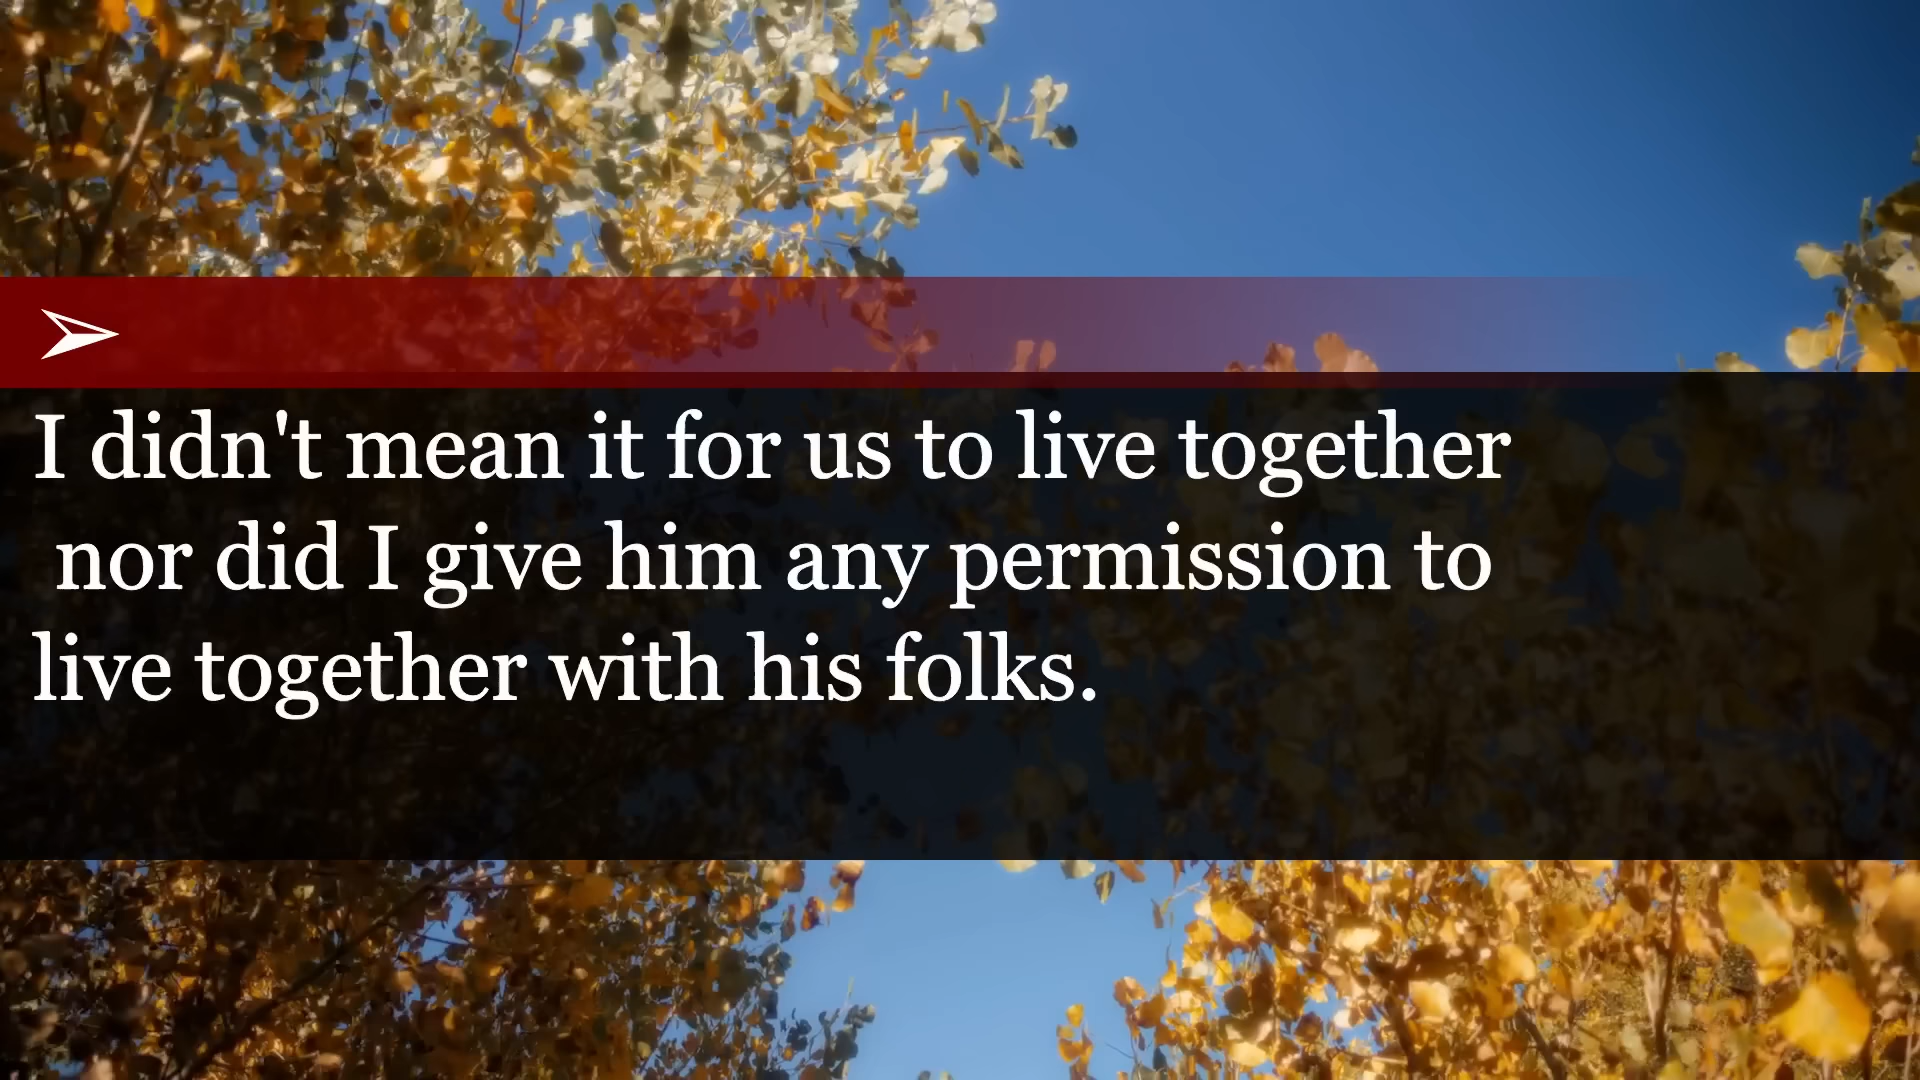 I didn't mean it for us to live together
nor did I give him any permission to
live together with his folks.